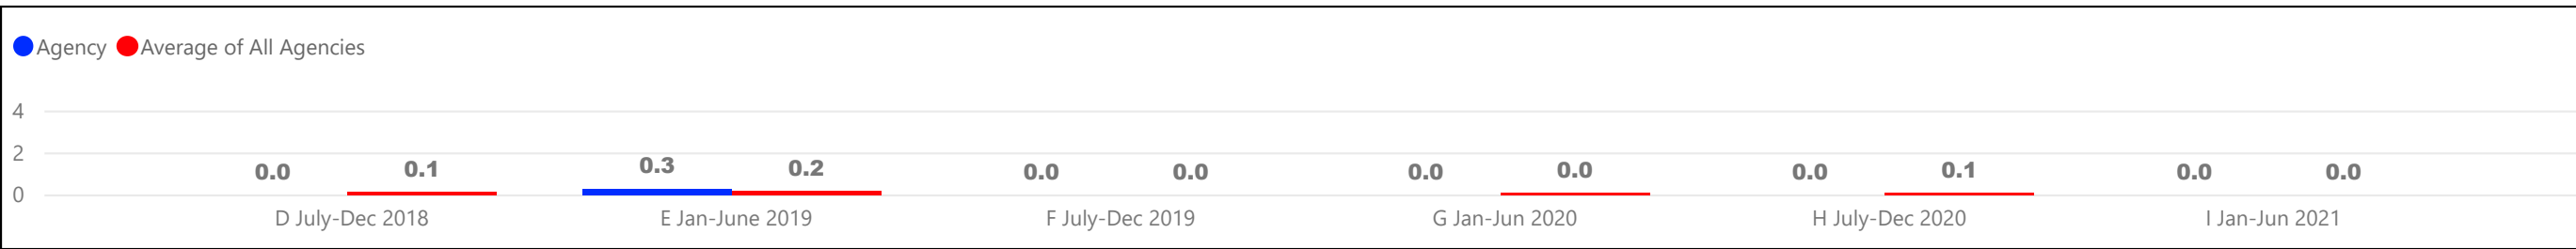 Agency Average of All Agencies
4
2
0
0.0 0.1 0.3 0.2 0.0 0.0 0.0 0.0 0.0 0.1 0.0 0.0
D July-Dec 2018 E Jan-June 2019 F July-Dec 2019 G Jan-Jun 2020 H July-Dec 2020 I Jan-Jun 2021